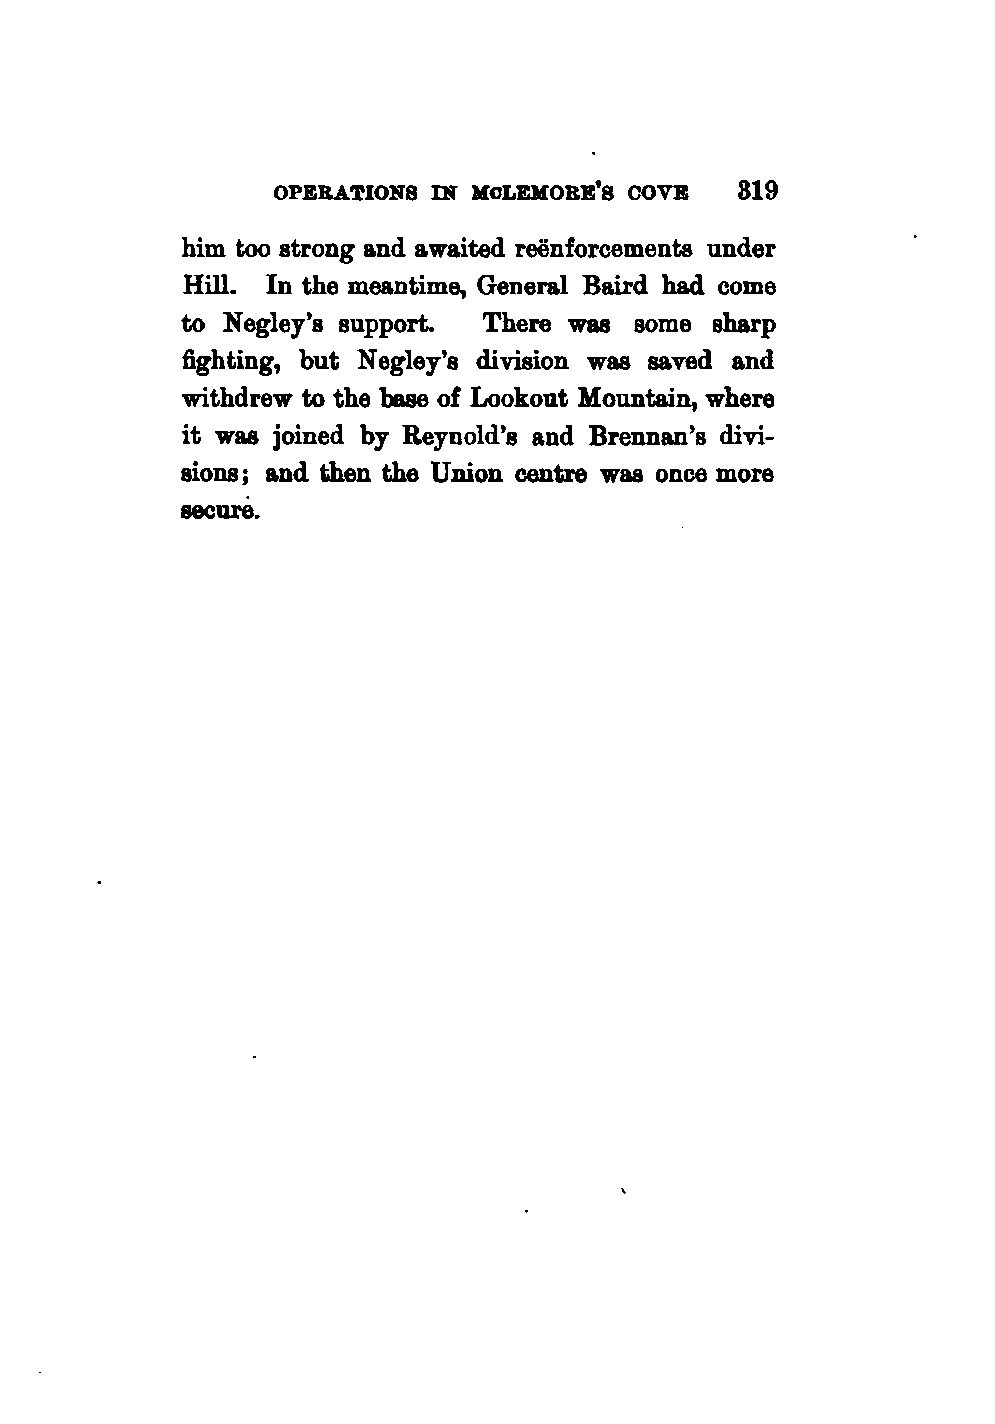 OPERATIONS IN McLEMORE'S COVE 319
him too strong and awaited reënforcements under
Hill. In the meantime, General Baird had come
to Negley's support. There was some sharp
fighting, but Negley's division was saved and
withdrew to the base of Lookout Mountain, where
it was joined by Reynold's and Brennan's divi-
sions; and then the Union centre was once more
secure.